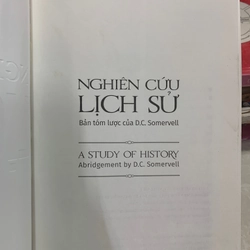 NGHIÊN CỨU
LỊCH SỬ
Bản tóm lược của D.C. Somervell
A STUDY OF HISTORY
Abridgement by D.C. Somervell